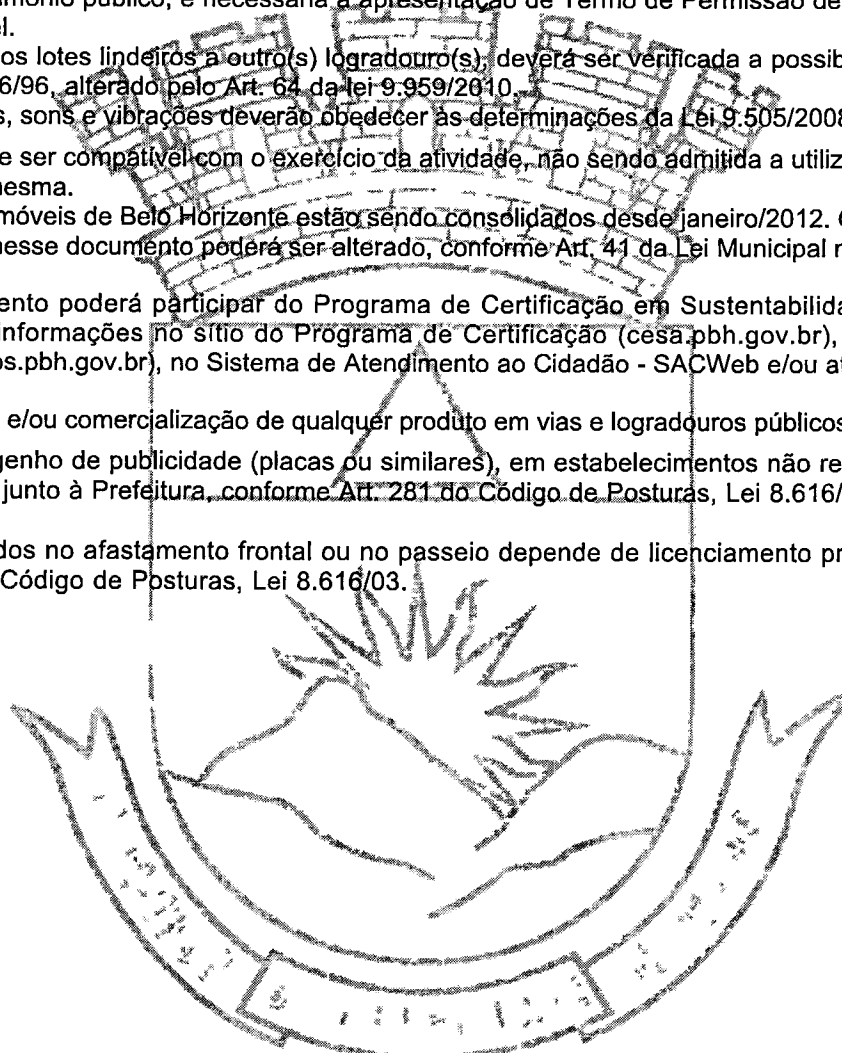 imônio público, é necessária a apresentação de Termo de Permissão de
el.
os lotes lindeiros a outro(s) logradouro(s), deverá ser verificada a possib
6/96, alterado pelo Art. 64 da lei 9.959/2010.
s, sons e vibrações deverão obedecer às determinações da Lei 9.505/2008
e ser compatível com o exercício da atividade, não sendo admitida a utiliz
mesma.
móveis de Belo Horizonte estão sendo consolidados desde janeiro/2012.
nesse documento poderá ser alterado, conforme Art. 41 da Lei Municipal n
ento poderá participar do Programa de Certificação em Sustentabilida
informações no sítio do Programa de Certificação (cesa.pbh.gov.br),
os.pbh.gov.br), no Sistema de Atendimento ao Cidadão - SACWeb e/ou at
e/ou comercialização de qualquer produto em vias e logradouros públicos
genho de publicidade (placas ou similares), em estabelecimentos não re
junto à Prefeitura, conforme Art. 281 do Código de Posturas, Lei 8.616/
dos no afastamento frontal ou no passeio depende de licenciamento pr
Código de Posturas, Lei 8.616/03.